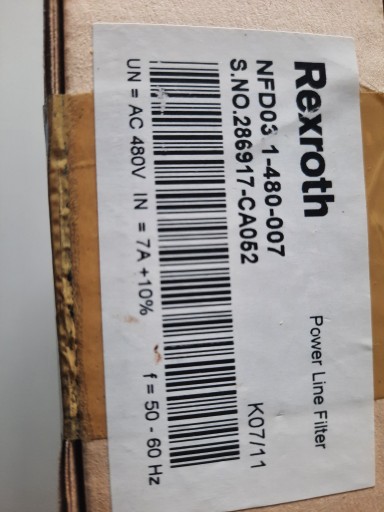 Rexroth Power Line Filter
NFD03 1-480-007
S.NO.286917-CA052 K07/11
UN = AC 480V IN = 7A +10% f = 50 - 60 Hz